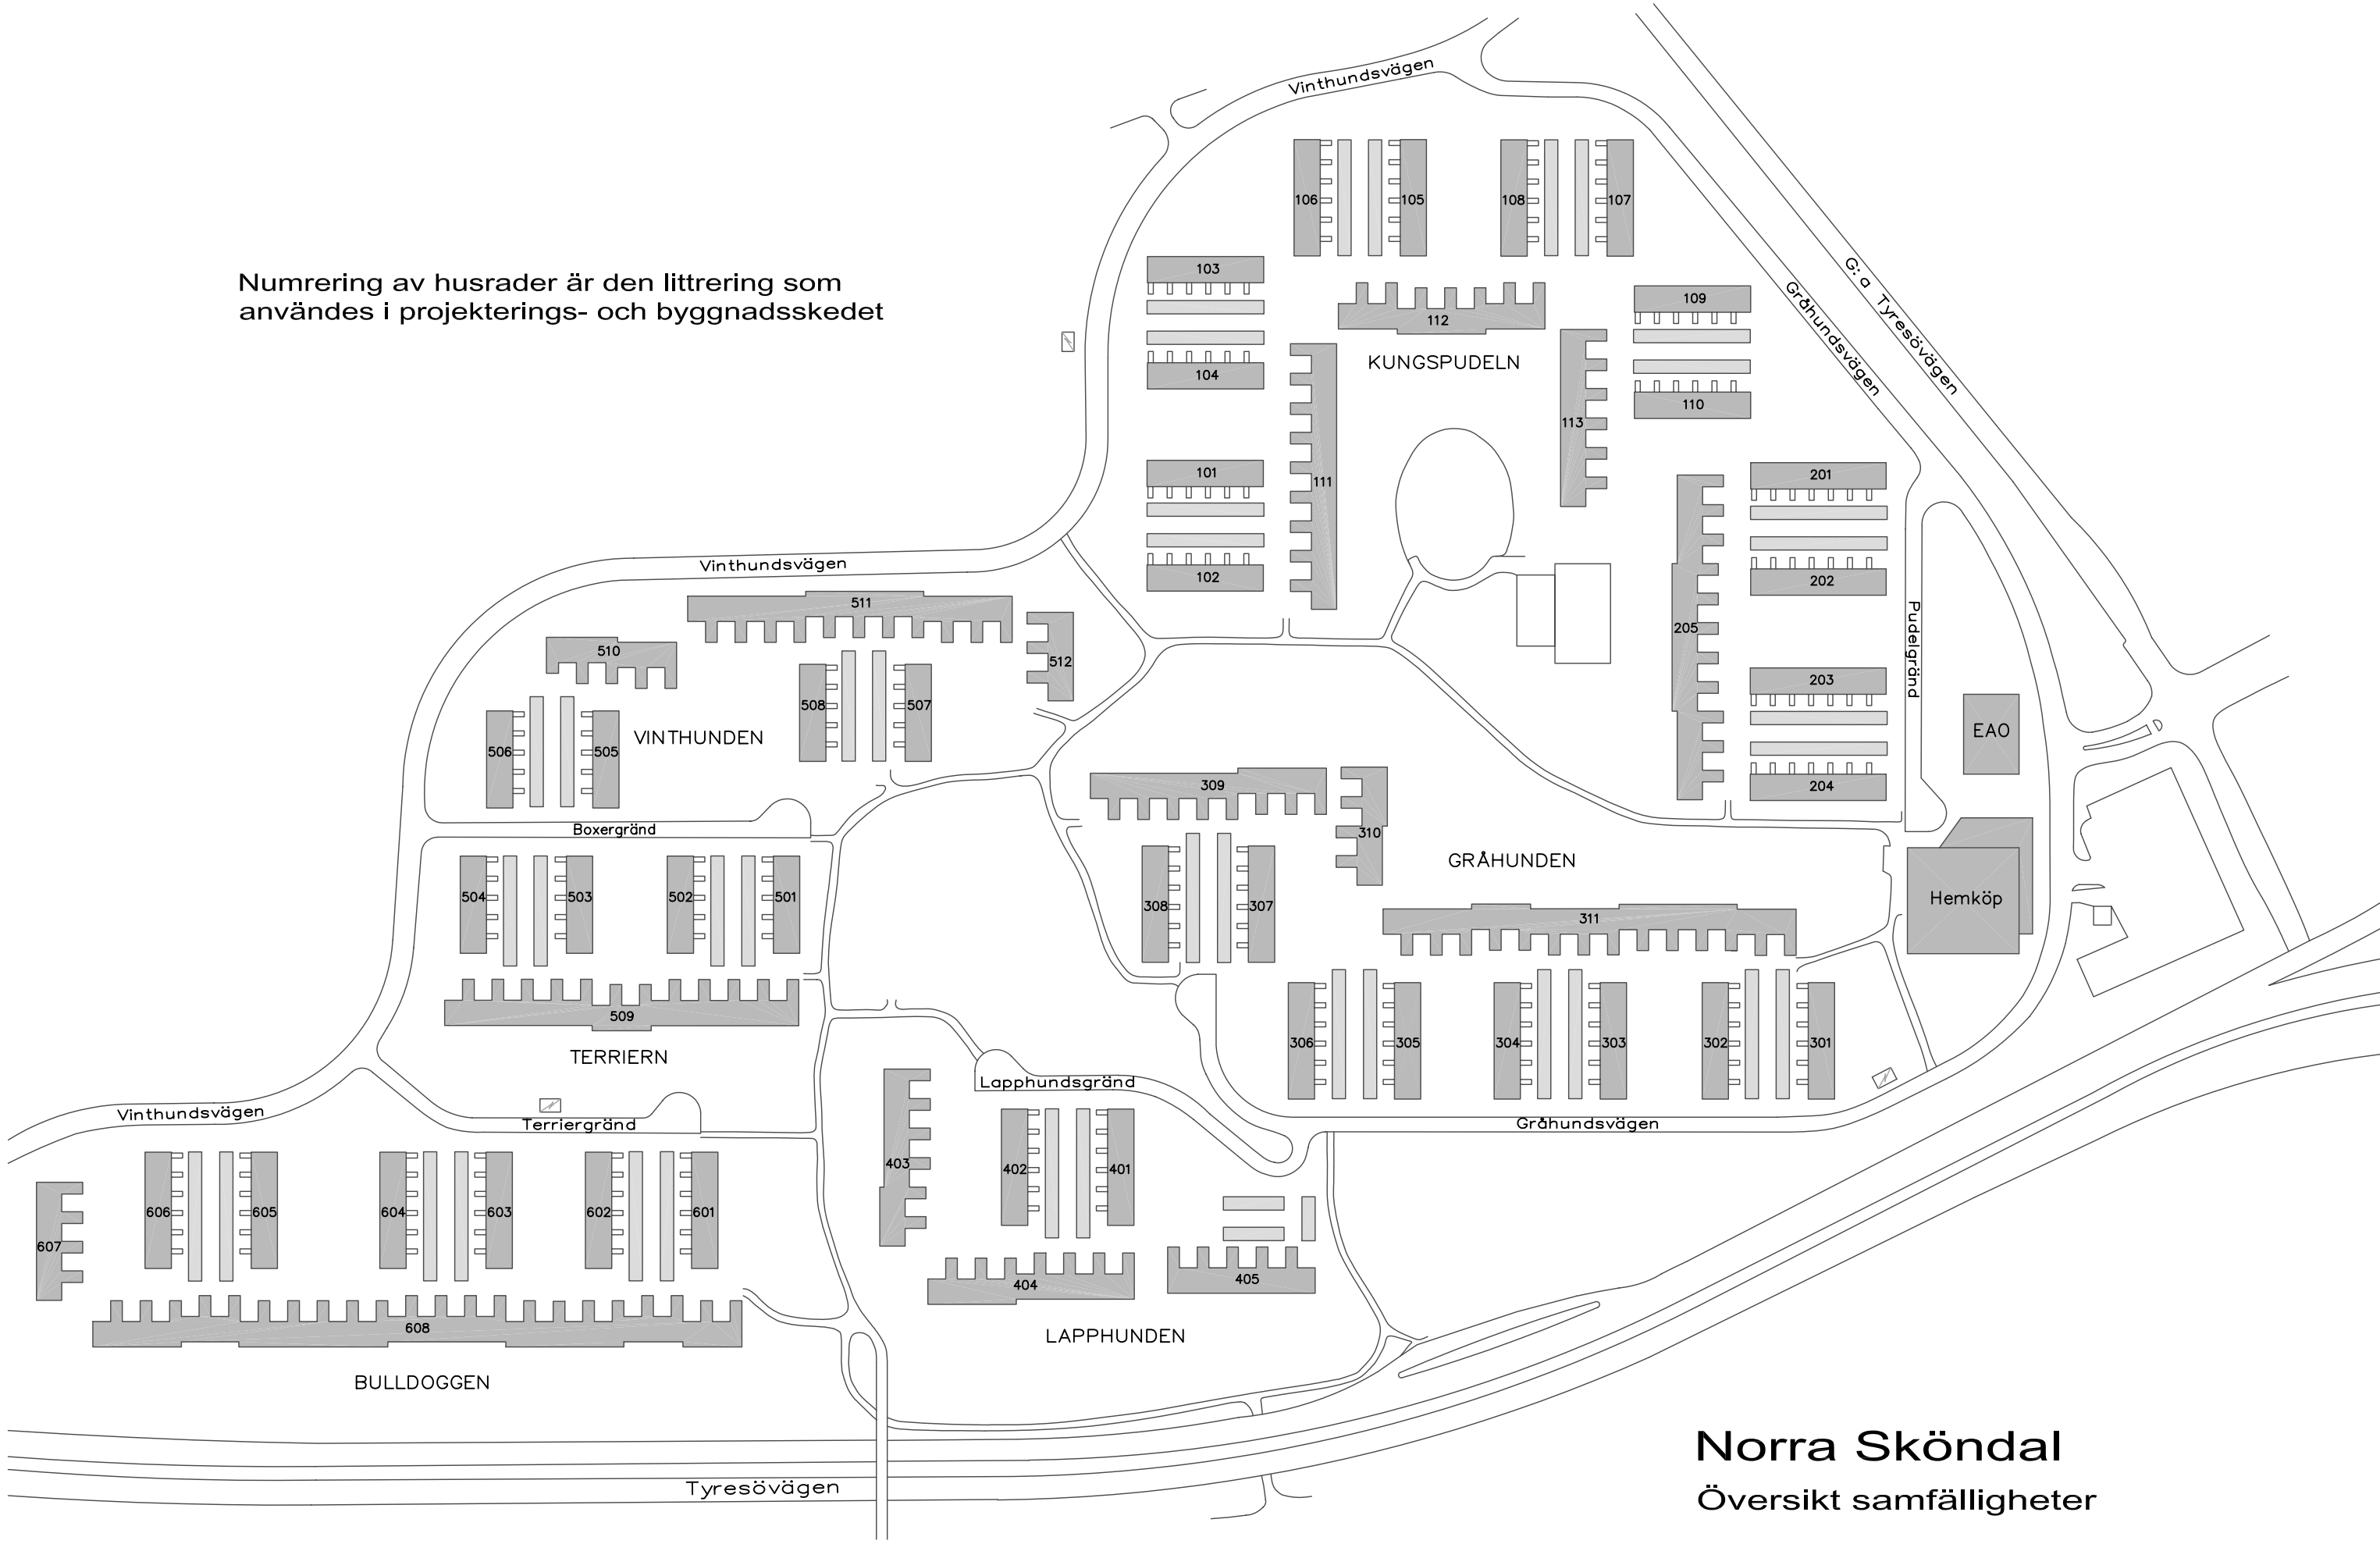 Vinthundsvägen
106
105
108
107
Numrering av husrader är den littrering som
användes i projekterings- och byggnadsskedet
103
104
112
KUNGSPUDELN
109
110
Gråhundsvägen
G:a Tyresövägen
101
102
111
113
201
202
205
Pudelgränd
203
204
EAO
Vinthundsvägen
511
510
512
508
507
506
505
VINTHUNDEN
Boxergränd
309
310
308
307
GRÅHUNDEN
311
Hemköp
504
503
502
501
509
TERRIERN
306
305
304
303
302
301
Vinthundsvägen
Terriergränd
Lapphundsgränd
Gråhundsvägen
403
402
401
404
405
LAPPHUNDEN
606
605
604
603
602
601
607
608
BULLDOGGEN
Tyresövägen
Norra Sköndal
Översikt samfälligheter